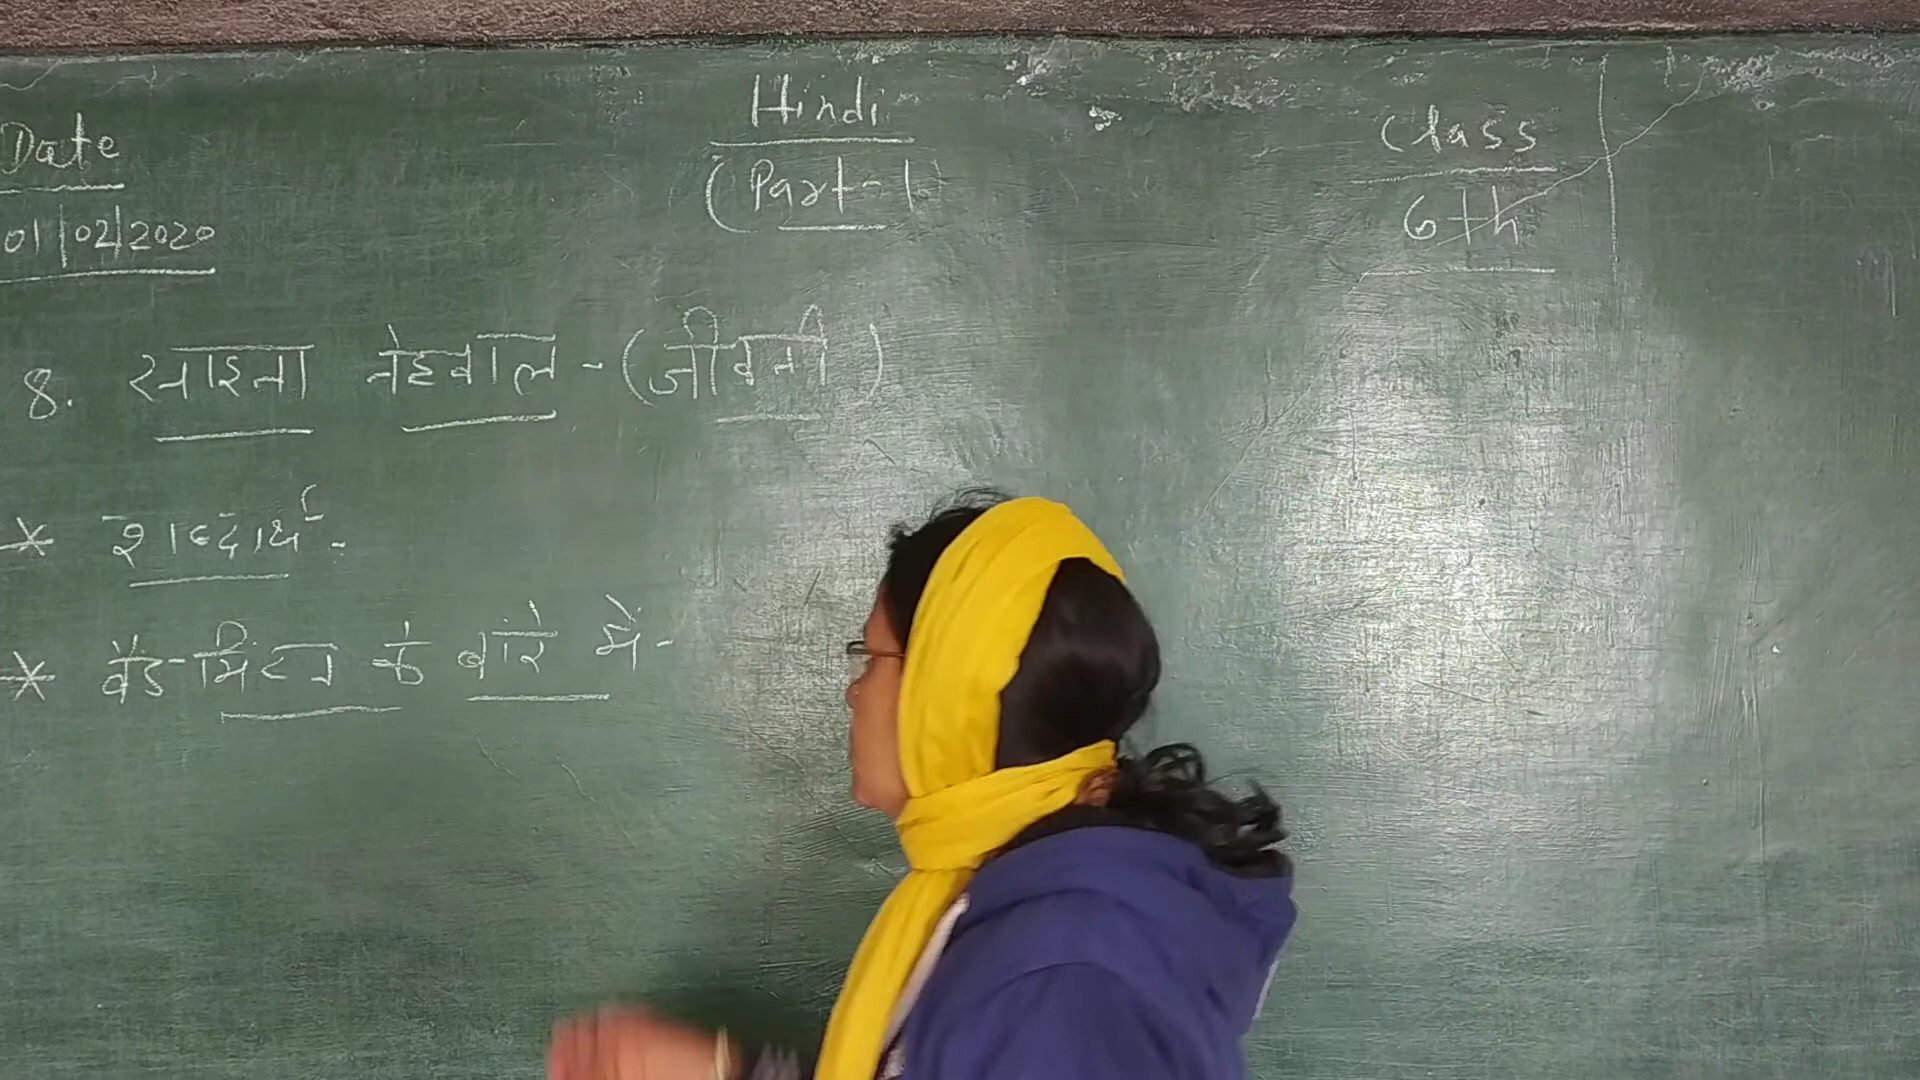 Date
01/02/2020
Hindi
(Part-1)
Class
6th
8. साइना नेहवाल - (जीवनी)
* शब्दार्थ -
* बैडमिंटन के बारे में -